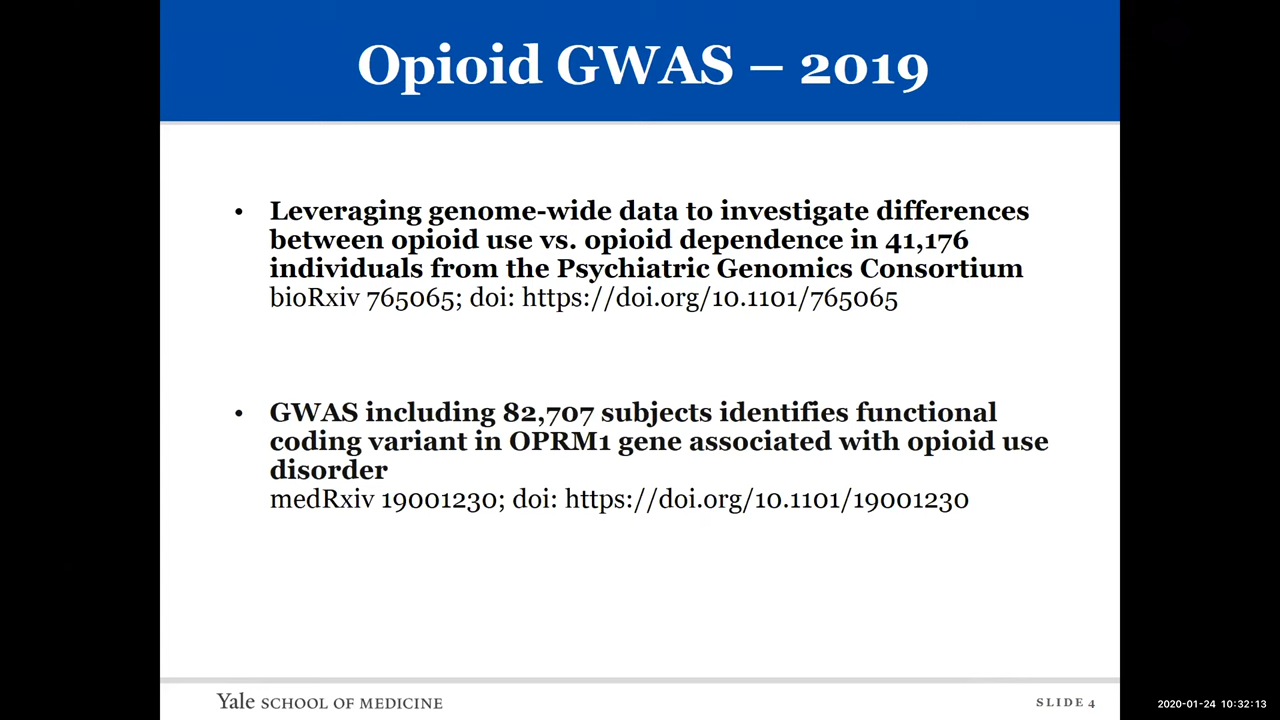 Opioid GWAS – 2019
• Leveraging genome-wide data to investigate differences
between opioid use vs. opioid dependence in 41,176
individuals from the Psychiatric Genomics Consortium
bioRxiv 765065; doi: https://doi.org/10.1101/765065
• GWAS including 82,707 subjects identifies functional
coding variant in OPRM1 gene associated with opioid use
disorder
medRxiv 19001230; doi: https://doi.org/10.1101/19001230
Yale SCHOOL OF MEDICINE
SLIDE 4
2020-01-24 10:32:13